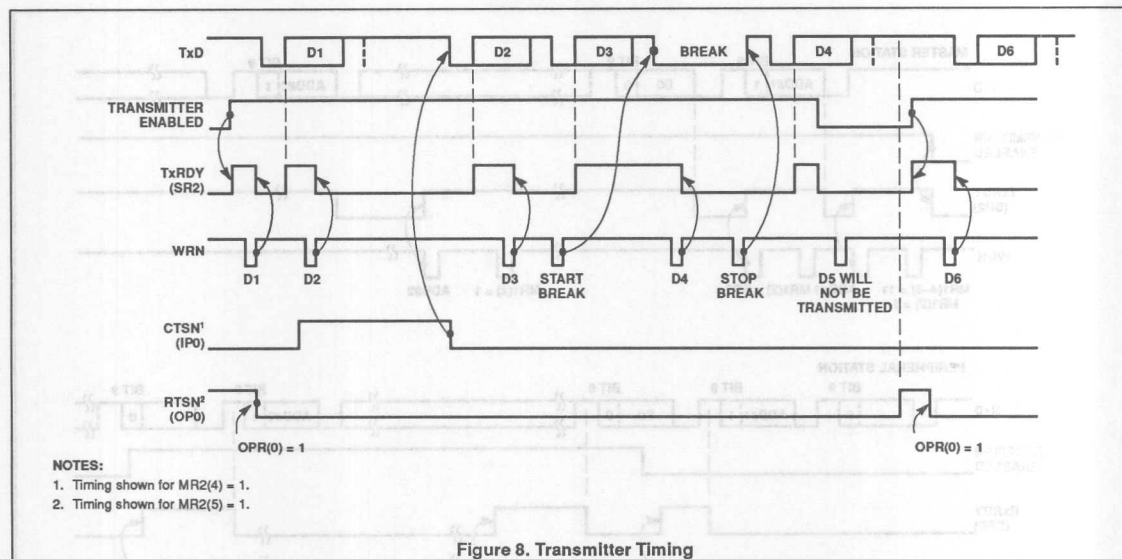 TxD
D1
D2
D3
BREAK
D4
D6
TRANSMITTER
ENABLED
TxRDY
(SR2)
WRN
D1
D2
D3
START
BREAK
D4
STOP
BREAK
D5 WILL
NOT BE
TRANSMITTED
D6
CTSN1
(IP0)
RTSN2
(OP0)
OPR(0) = 1
OPR(0) = 1
NOTES:
1. Timing shown for MR2(4) = 1.
2. Timing shown for MR2(5) = 1.
Figure 8. Transmitter Timing